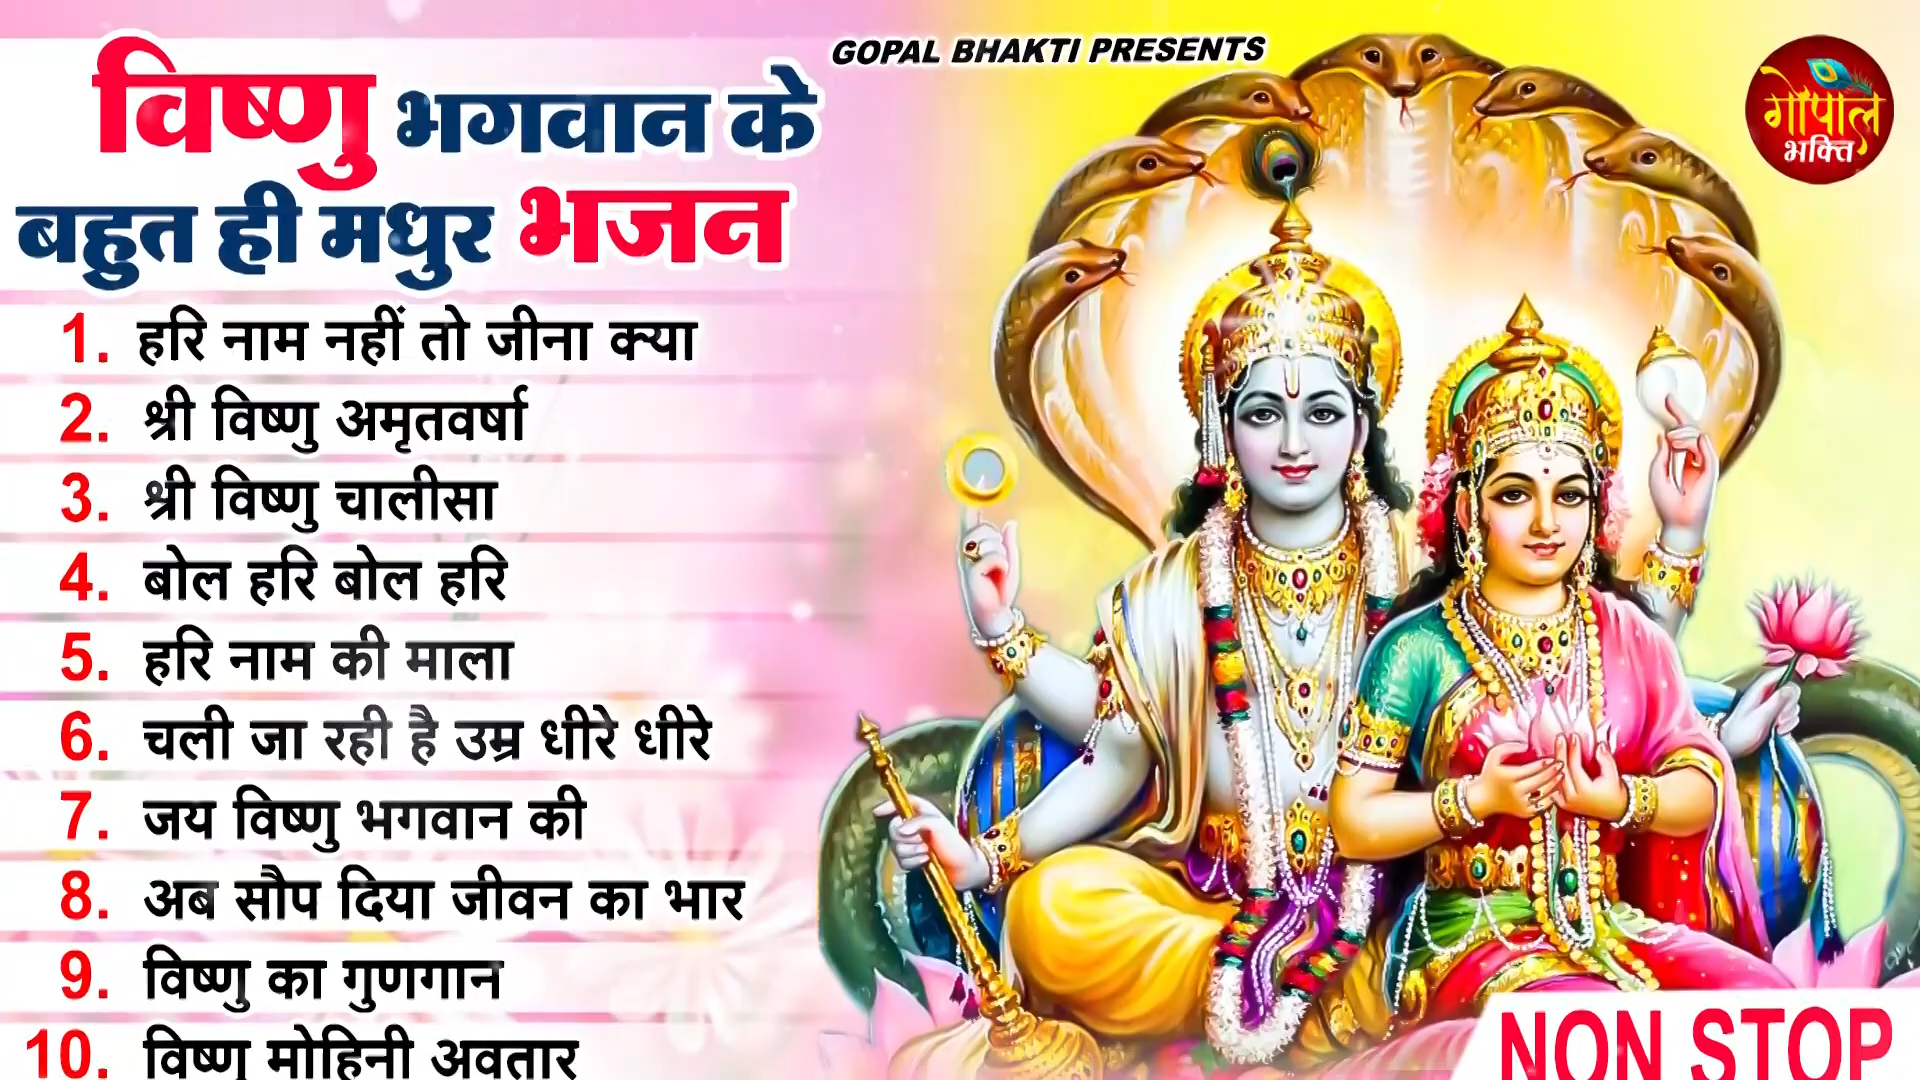 GOPAL BHAKTI PRESENTS
गोपाल
भक्ति
विष्णु भगवान के
बहुत ही मधुर भजन
1. हरि नाम नहीं तो जीना क्या
2. श्री विष्णु अमृतवर्षा
3. श्री विष्णु चालीसा
4. बोल हरि बोल हरि
5. हरि नाम की माला
6. चली जा रही है उम्र धीरे धीरे
7. जय विष्णु भगवान की
8. अब सौप दिया जीवन का भार
9. विष्णु का गुणगान
10. विष्णु मोहिनी अवतार
NON STOP